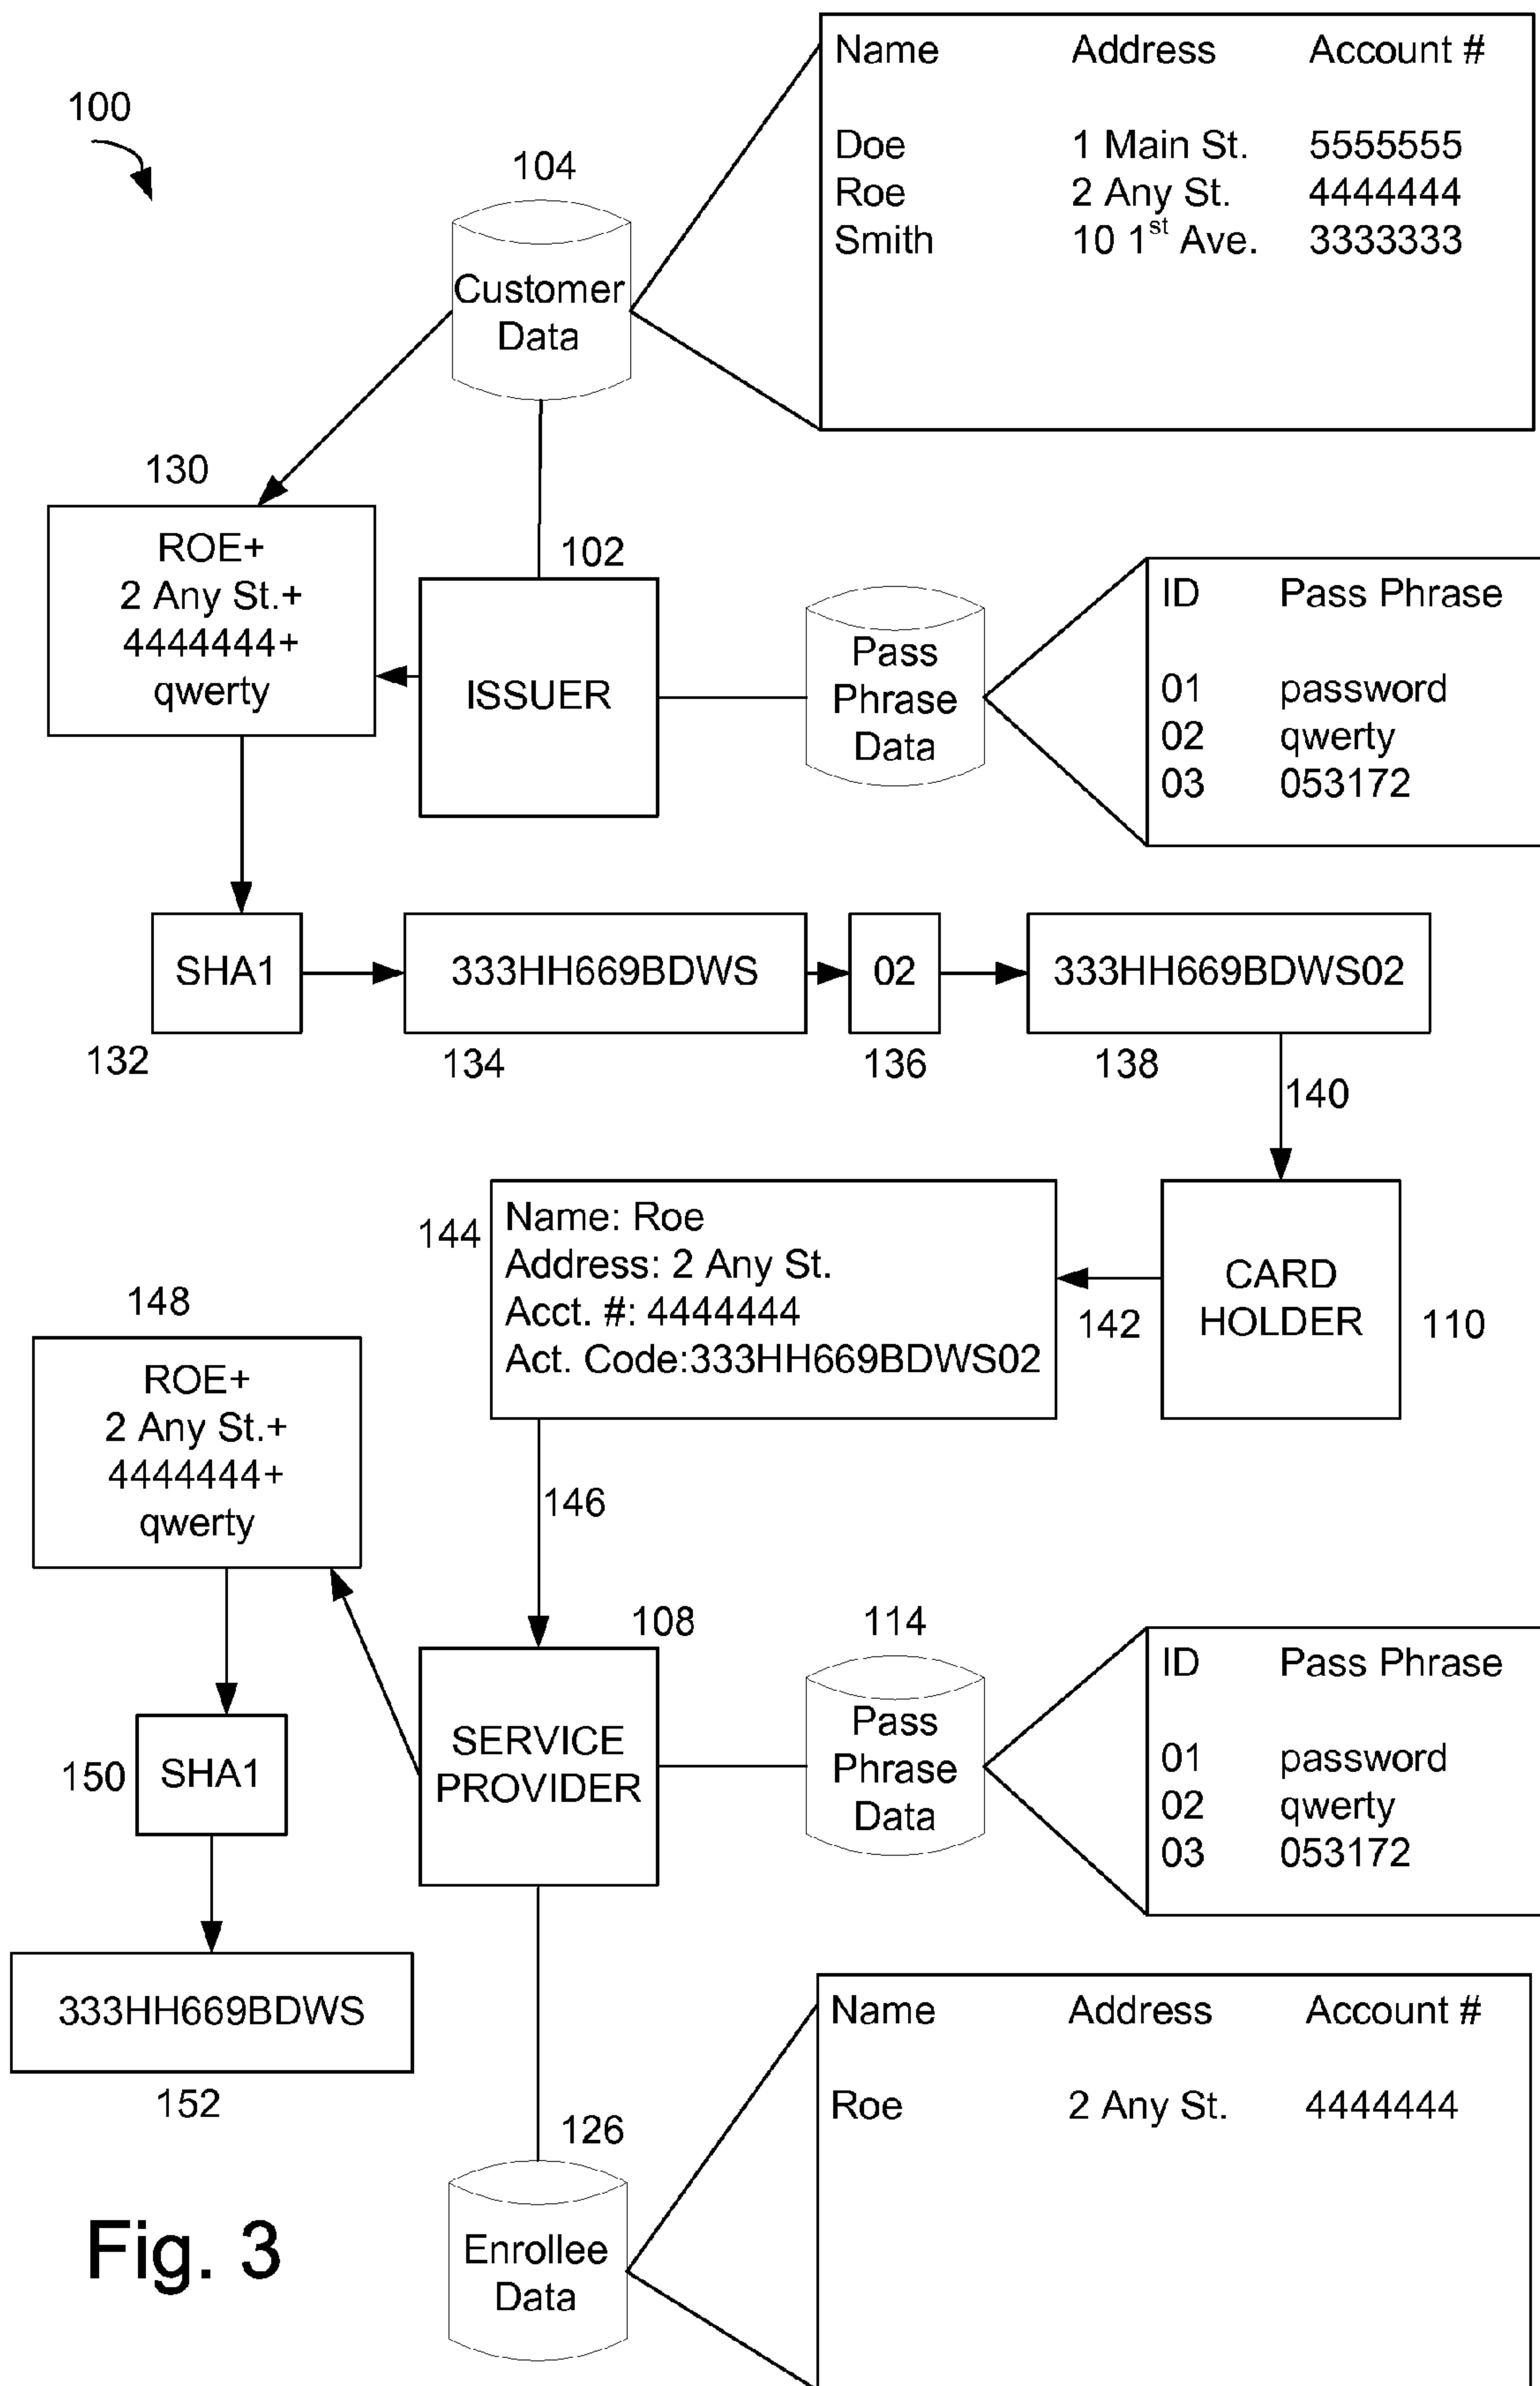 100
104
Customer
Data
Name Address Account #
Doe 1 Main St. 5555555
Roe 2 Any St. 4444444
Smith 10 1st Ave. 3333333
130
ROE+
2 Any St.+
4444444+
qwerty
102
ISSUER
Pass
Phrase
Data
ID Pass Phrase
01 password
02 qwerty
03 053172
SHA1
132
333HH669BDWS
134
02
136
333HH669BDWS02
138
140
CARD
HOLDER
110
142
144
Name: Roe
Address: 2 Any St.
Acct. #: 4444444
Act. Code:333HH669BDWS02
146
148
ROE+
2 Any St.+
4444444+
qwerty
108
SERVICE
PROVIDER
114
Pass
Phrase
Data
ID Pass Phrase
01 password
02 qwerty
03 053172
150
SHA1
333HH669BDWS
152
126
Enrollee
Data
Name Address Account #
Roe 2 Any St. 4444444
Fig. 3